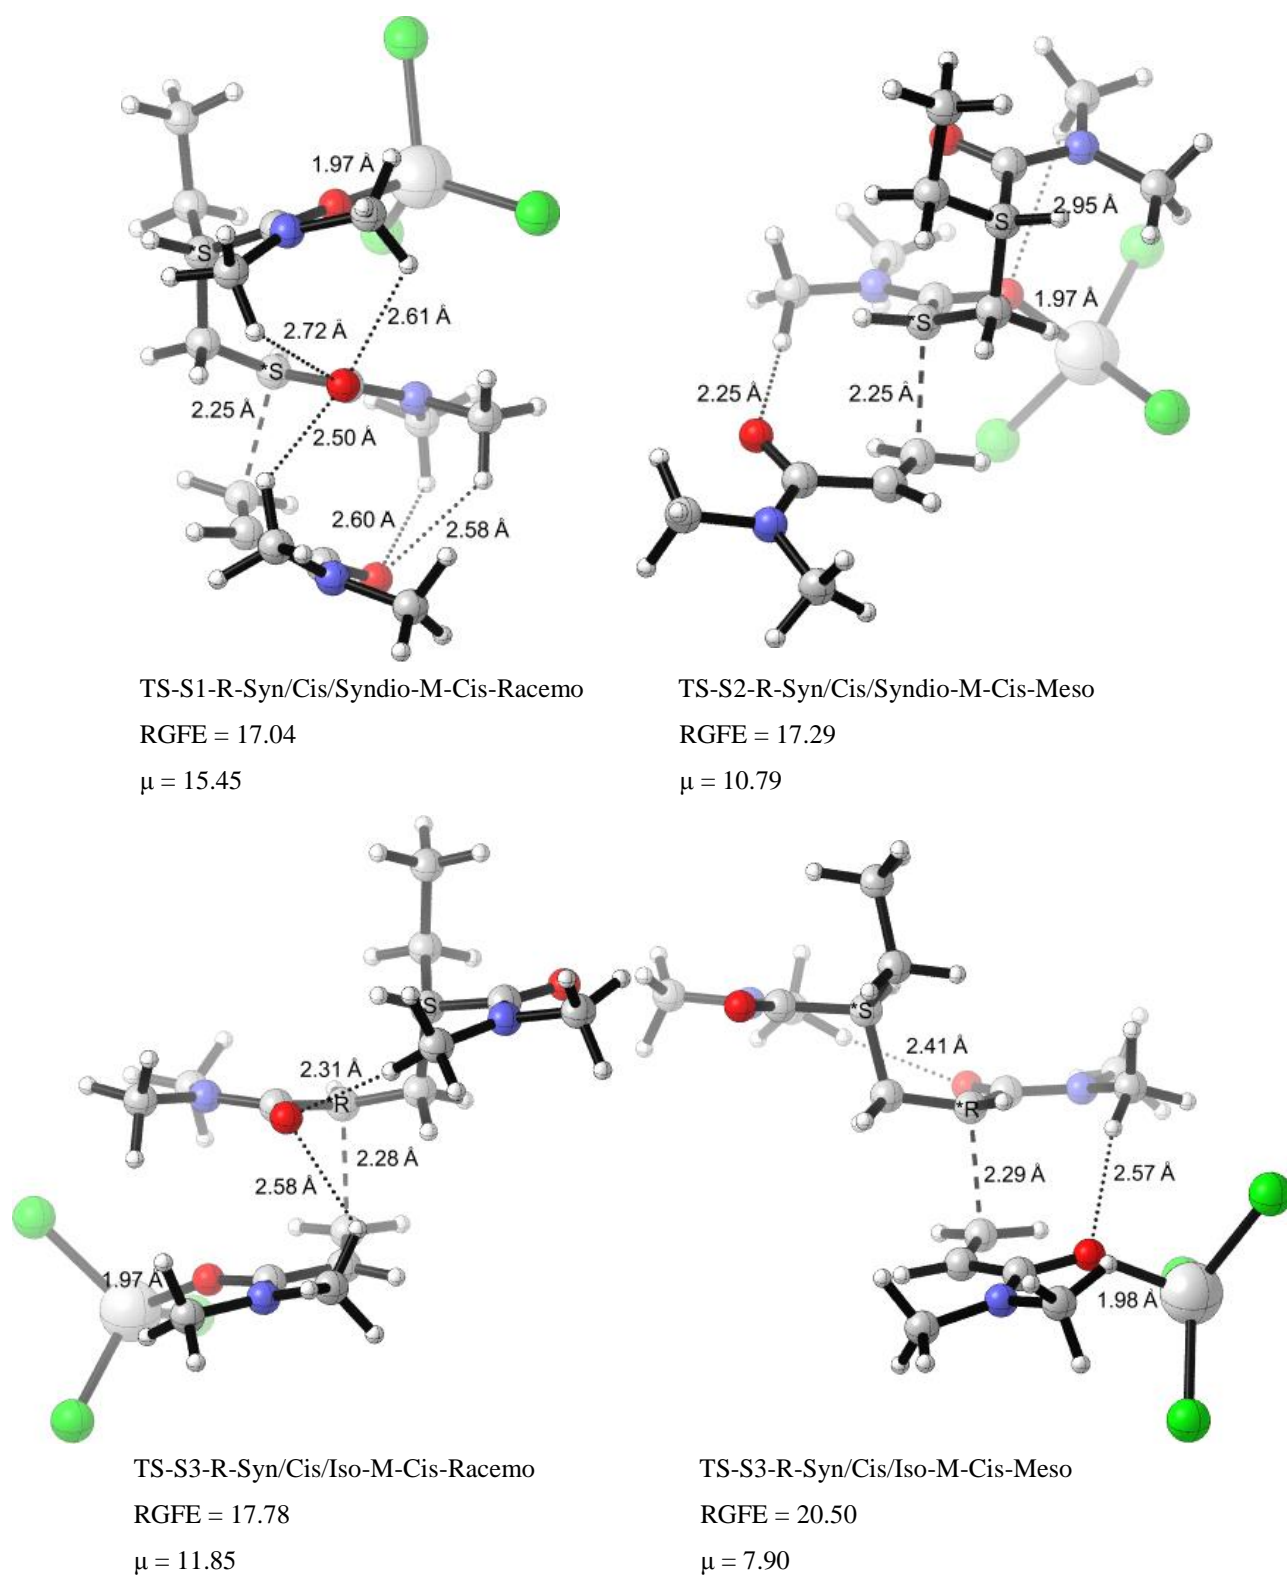 1.97 Å
*S
2.72 Å
2.61 Å
*S
2.25 Å
2.50 Å
2.60 Å
2.58 Å
*S
2.95 Å
1.97 Å
*S
2.25 Å
2.25 Å
TS-S1-R-Syn/Cis/Syndio-M-Cis-Racemo
RGFE = 17.04
μ = 15.45
TS-S2-R-Syn/Cis/Syndio-M-Cis-Meso
RGFE = 17.29
μ = 10.79
*S
2.31 Å
*R
2.28 Å
2.58 Å
1.97 Å
*S
2.41 Å
*R
2.29 Å
2.57 Å
1.98 Å
TS-S3-R-Syn/Cis/Iso-M-Cis-Racemo
RGFE = 17.78
μ = 11.85
TS-S3-R-Syn/Cis/Iso-M-Cis-Meso
RGFE = 20.50
μ = 7.90